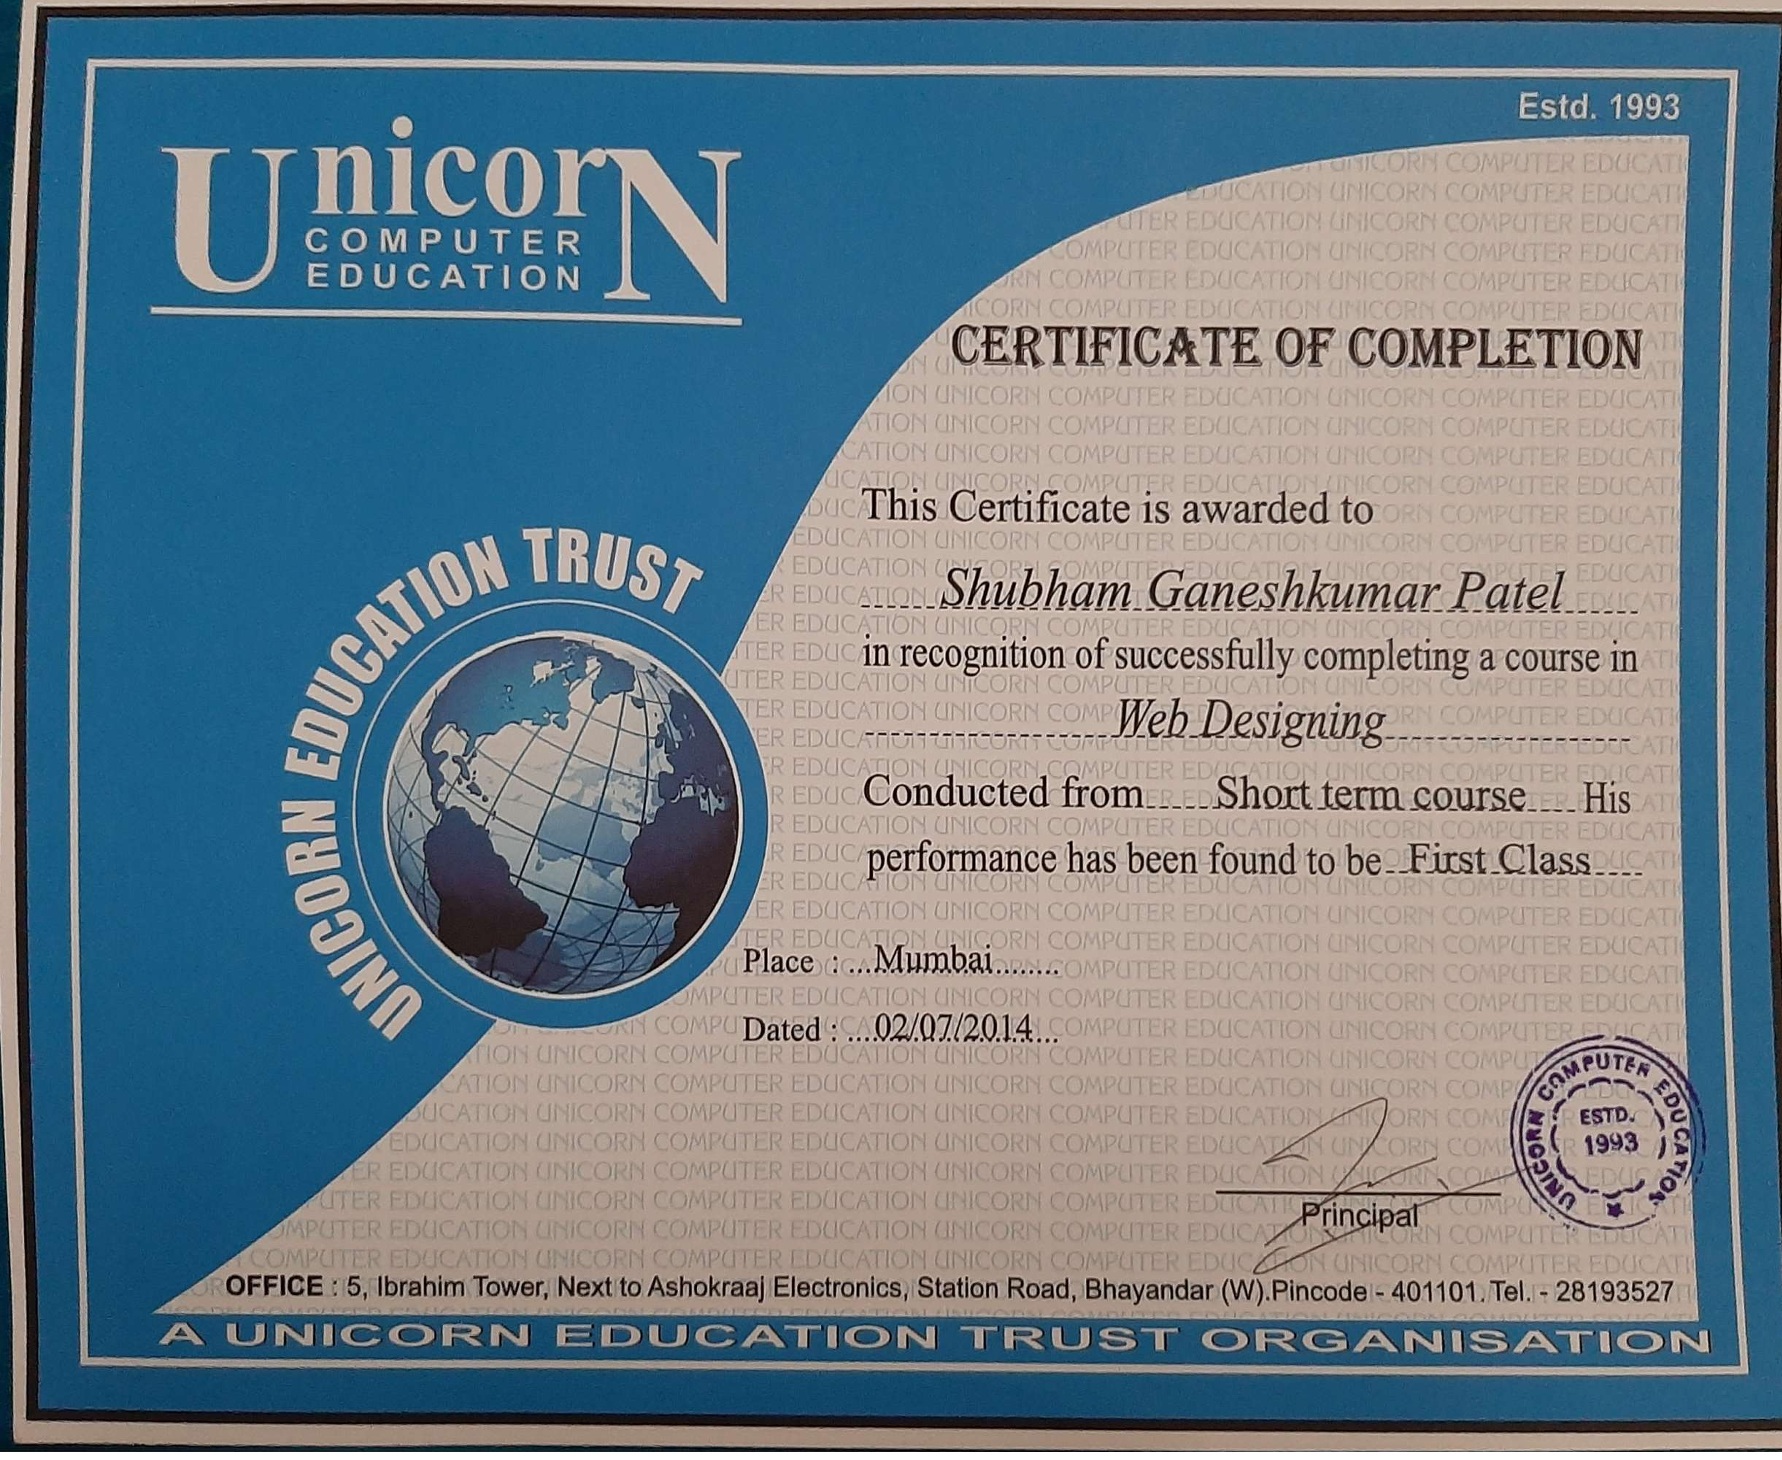 Estd. 1993
Unicorn
COMPUTER
EDUCATION
CERTIFICATE OF COMPLETION
This Certificate is awarded to
Shubham Ganeshkumar Patel
in recognition of successfully completing a course in
Web Designing
Conducted from Short term course His
performance has been found to be First Class
UNICORN EDUCATION TRUST
Place : ...Mumbai........
Dated : ....02/07/2014....
UNICORN COMPUTER EDUCATION
ESTD.
1993
Principal
OFFICE : 5, Ibrahim Tower, Next to Ashokraaj Electronics, Station Road, Bhayandar (W).Pincode - 401101. Tel. - 28193527
A UNICORN EDUCATION TRUST ORGANISATION